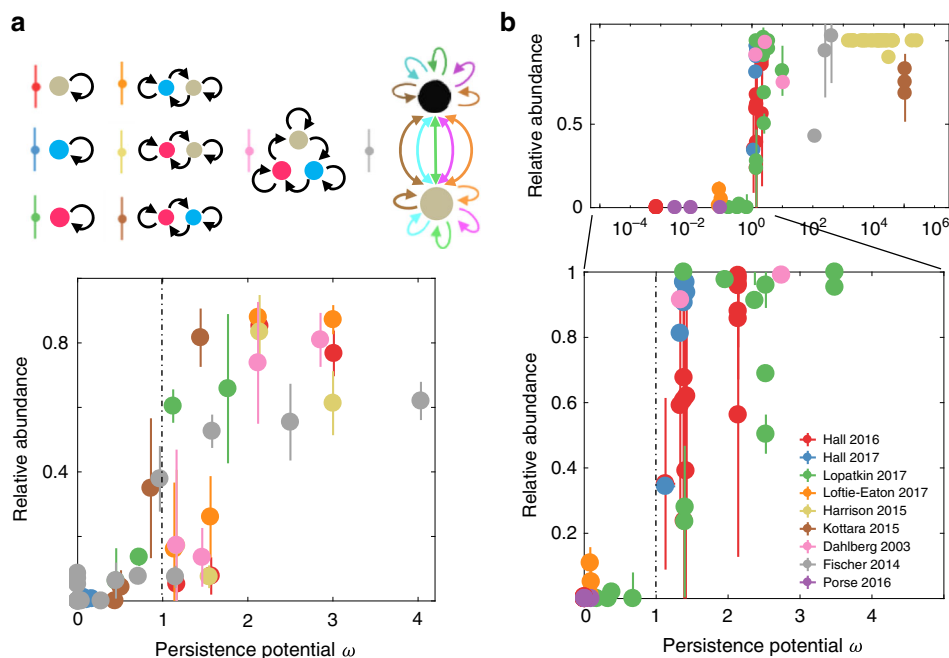 a
b
Relative abundance
1
0.5
0
10⁻⁴
10⁻²
10⁰
10²
10⁴
10⁶
Relative abundance
0.8
0.4
0
0
1
2
3
4
Persistence potential ω
Relative abundance
1
0.8
0.6
0.4
0.2
0
1
2
3
4
5
Persistence potential ω
Hall 2016
Hall 2017
Lopatkin 2017
Loftie-Eaton 2017
Harrison 2015
Kottara 2015
Dahlberg 2003
Fischer 2014
Porse 2016